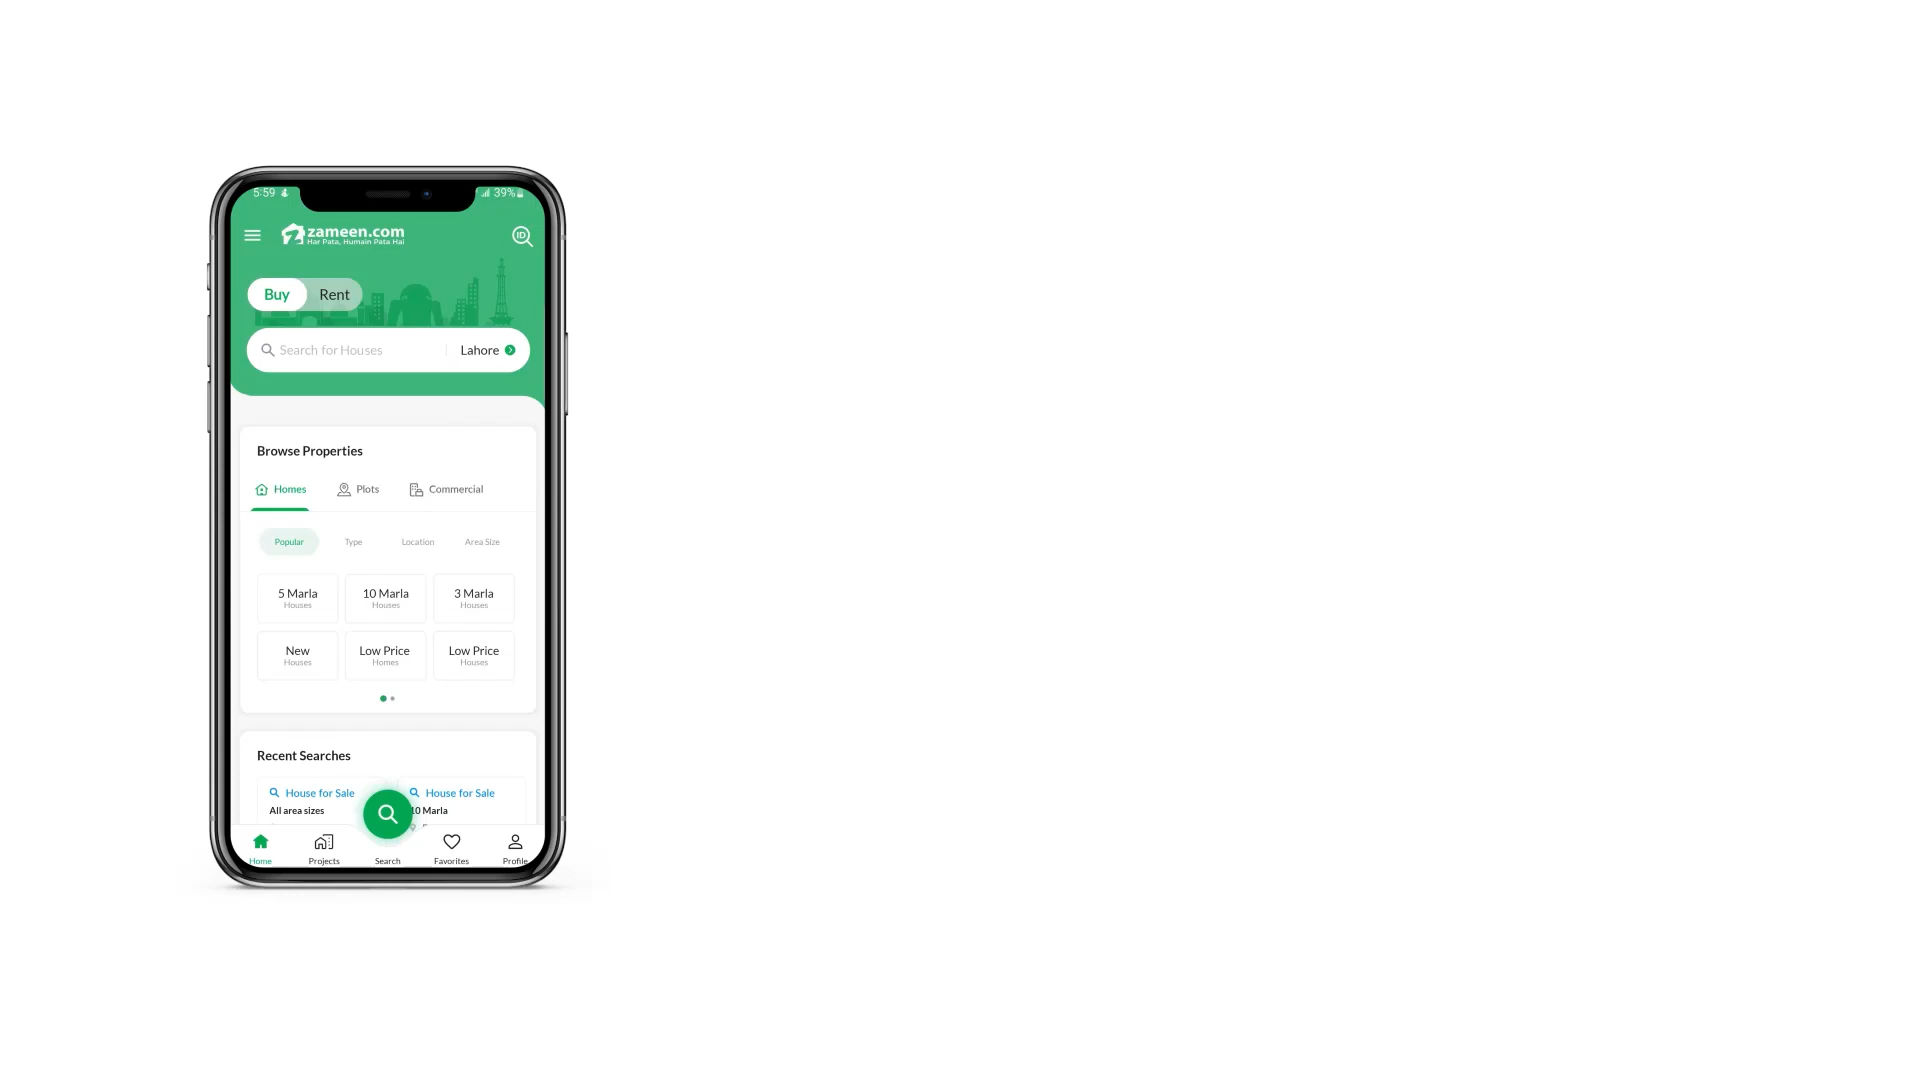 5:59
39%
zameen.com
Har Pata, Humain Pata Hai
ID
Buy Rent
Search for Houses Lahore
Browse Properties
Homes Plots Commercial
Popular Type Location Area Size
5 Marla 10 Marla 3 Marla
Houses Houses Houses
New Low Price Low Price
Houses Homes Houses
Recent Searches
House for Sale House for Sale
All area sizes 10 Marla
Home Projects Search Favorites Profile